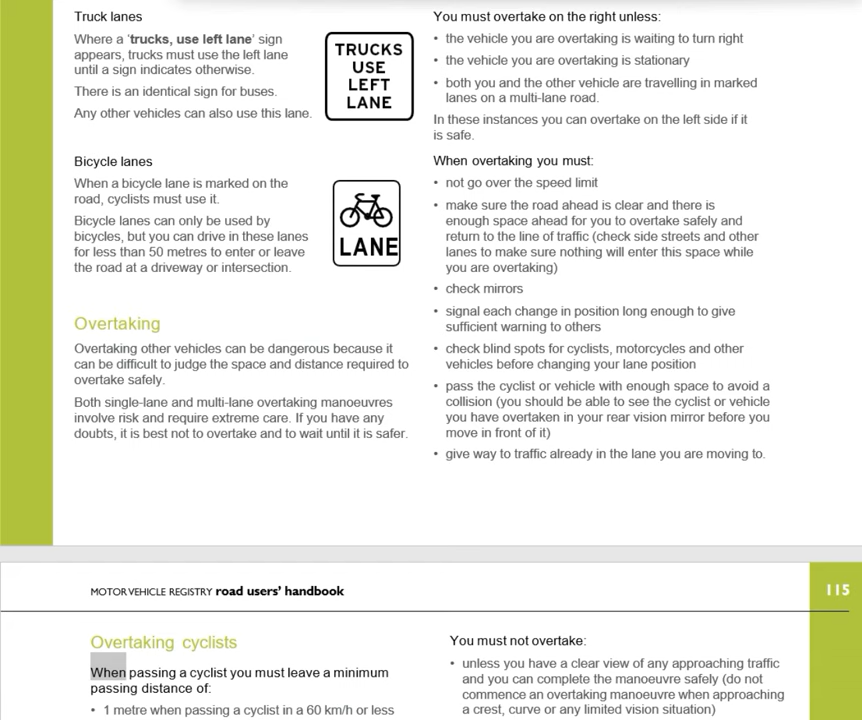 Truck lanes
Where a ‘trucks, use left lane’ sign
appears, trucks must use the left lane
until a sign indicates otherwise.
There is an identical sign for buses.
Any other vehicles can also use this lane.
TRUCKS
USE
LEFT
LANE
Bicycle lanes
When a bicycle lane is marked on the
road, cyclists must use it.
Bicycle lanes can only be used by
bicycles, but you can drive in these lanes
for less than 50 metres to enter or leave
the road at a driveway or intersection.
LANE
Overtaking
Overtaking other vehicles can be dangerous because it
can be difficult to judge the space and distance required to
overtake safely.
Both single-lane and multi-lane overtaking manoeuvres
involve risk and require extreme care. If you have any
doubts, it is best not to overtake and to wait until it is safer.
You must overtake on the right unless:
• the vehicle you are overtaking is waiting to turn right
• the vehicle you are overtaking is stationary
• both you and the other vehicle are travelling in marked
lanes on a multi-lane road.
In these instances you can overtake on the left side if it
is safe.
When overtaking you must:
• not go over the speed limit
• make sure the road ahead is clear and there is
enough space ahead for you to overtake safely and
return to the line of traffic (check side streets and other
lanes to make sure nothing will enter this space while
you are overtaking)
• check mirrors
• signal each change in position long enough to give
sufficient warning to others
• check blind spots for cyclists, motorcycles and other
vehicles before changing your lane position
• pass the cyclist or vehicle with enough space to avoid a
collision (you should be able to see the cyclist or vehicle
you have overtaken in your rear vision mirror before you
move in front of it)
• give way to traffic already in the lane you are moving to.
MOTOR VEHICLE REGISTRY road users’ handbook
115
Overtaking cyclists
When passing a cyclist you must leave a minimum
passing distance of:
• 1 metre when passing a cyclist in a 60 km/h or less
You must not overtake:
• unless you have a clear view of any approaching traffic
and you can complete the manoeuvre safely (do not
commence an overtaking manoeuvre when approaching
a crest, curve or any limited vision situation)